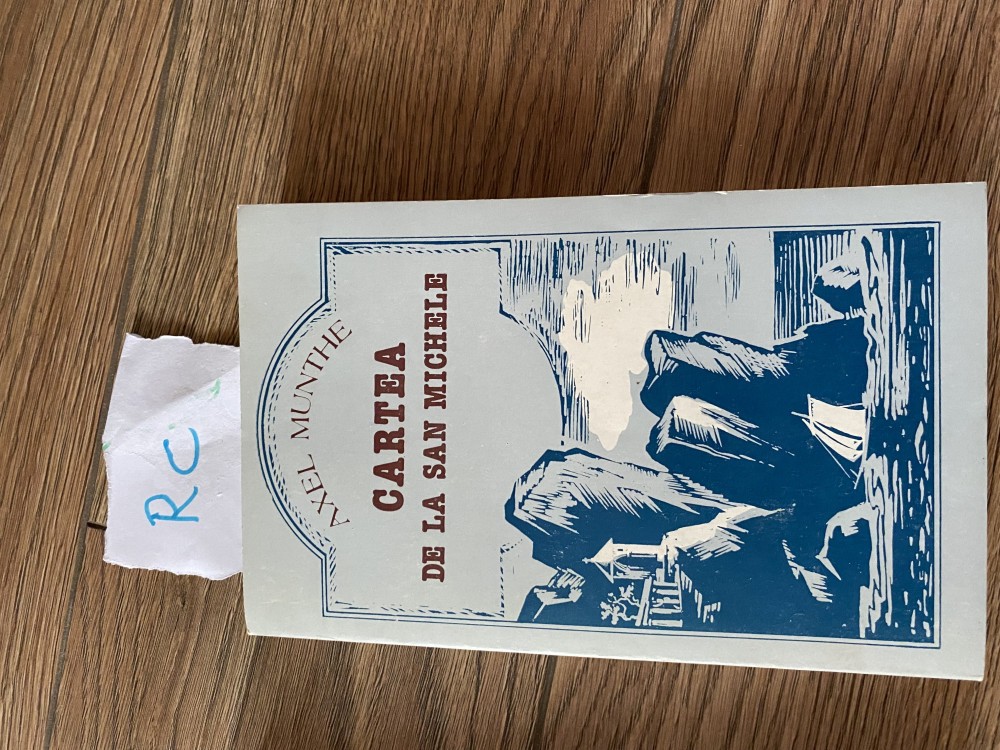 RC
AXEL MUNTHE
CARTEA
DE LA SAN MICHELE